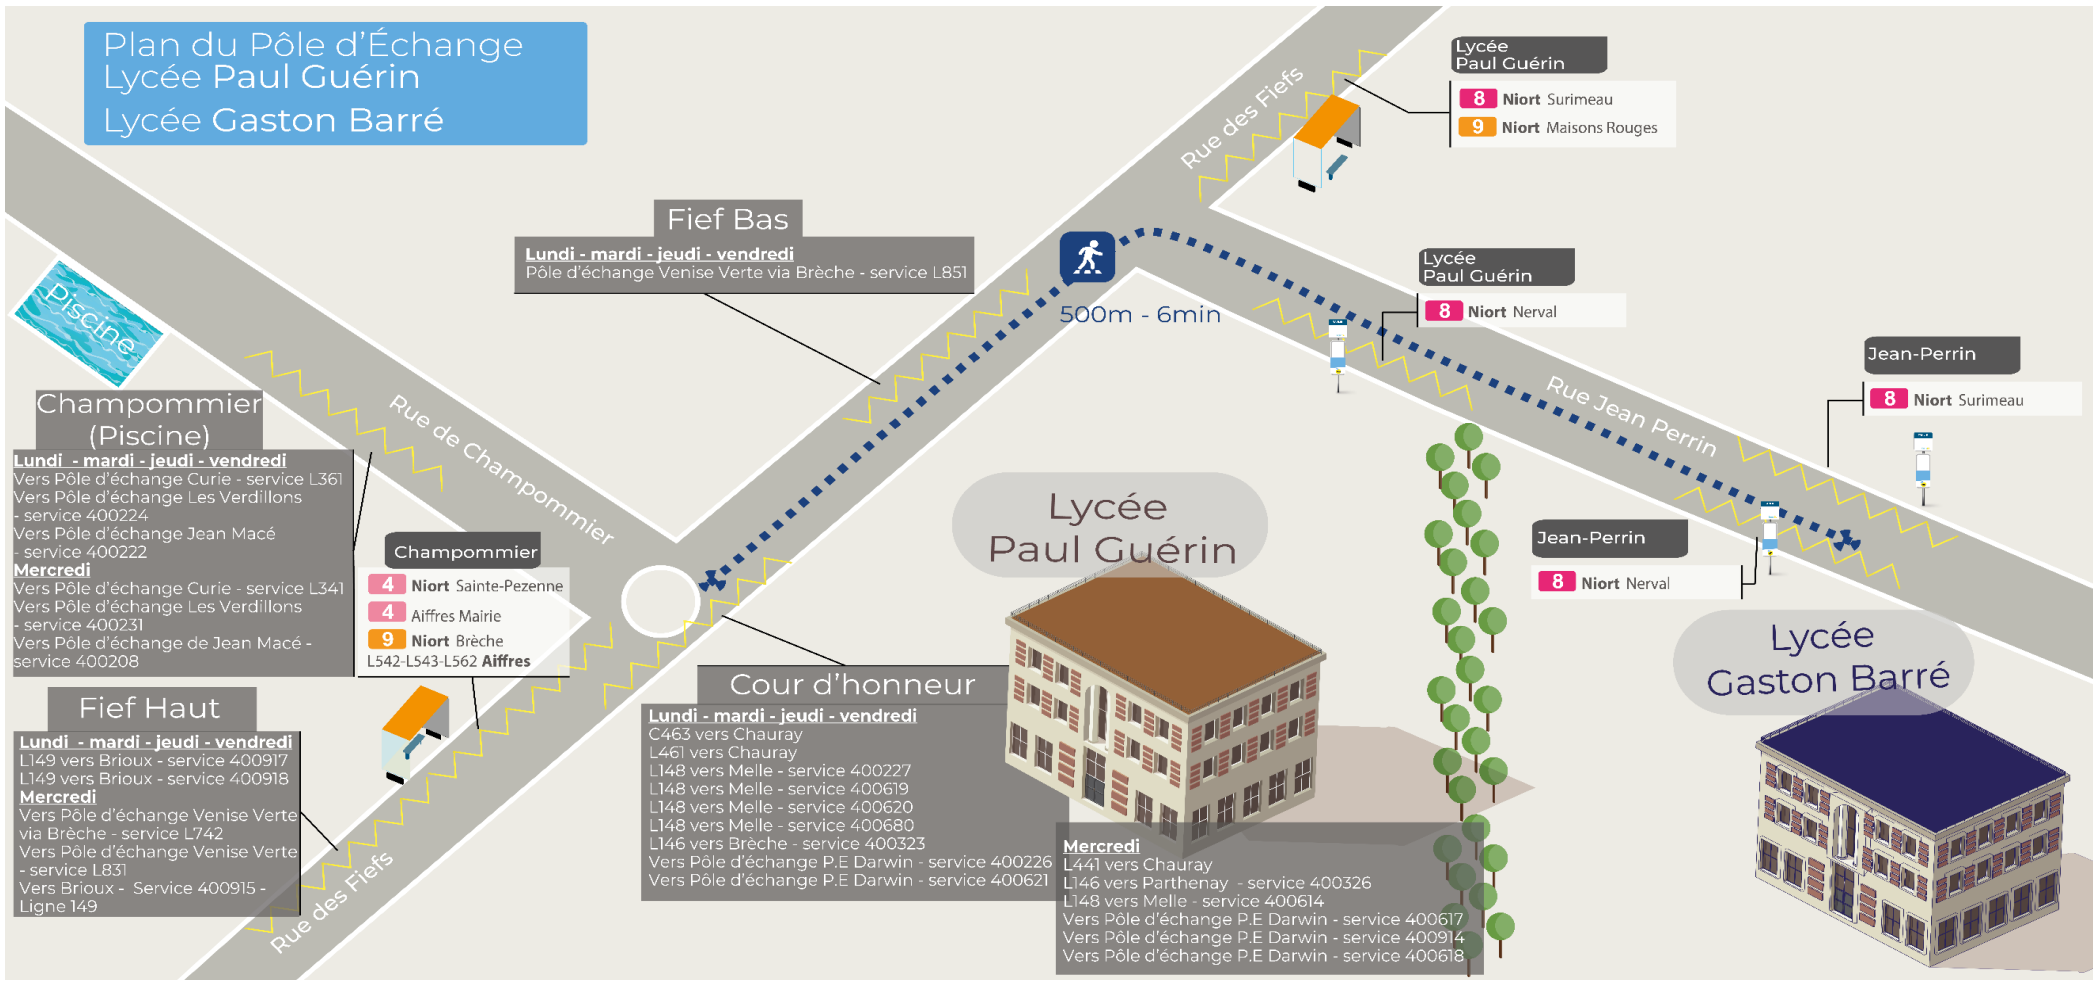 Plan du Pôle d'Échange
Lycée Paul Guérin
Lycée Gaston Barré
Rue des Fiefs
Lycée
Paul Guérin
8 Niort Surimeau
9 Niort Maisons Rouges
Fief Bas
Lundi - mardi - jeudi - vendredi
Pôle d'échange Venise Verte via Brèche - service L851
500m - 6min
Lycée
Paul Guérin
8 Niort Nerval
Rue Jean Perrin
Jean-Perrin
8 Niort Surimeau
Jean-Perrin
8 Niort Nerval
Piscine
Rue de Champommier
Champommier
(Piscine)
Lundi - mardi - jeudi - vendredi
Vers Pôle d'échange Curie - service L361
Vers Pôle d'échange Les Verdillons
- service 400224
Vers Pôle d'échange Jean Macé
- service 400222
Mercredi
Vers Pôle d'échange Curie - service L341
Vers Pôle d'échange Les Verdillons
- service 400231
Vers Pôle d'échange de Jean Macé -
service 400208
Champommier
4 Niort Sainte-Pezenne
4 Aiffres Mairie
9 Niort Brèche
L542-L543-L562 Aiffres
Fief Haut
Lundi - mardi - jeudi - vendredi
L149 vers Brioux - service 400917
L149 vers Brioux - service 400918
Mercredi
Vers Pôle d'échange Venise Verte
via Brèche - service L742
Vers Pôle d'échange Venise Verte
- service L831
Vers Brioux - Service 400915 -
Ligne 149
Rue des Fiefs
Cour d'honneur
Lundi - mardi - jeudi - vendredi
C463 vers Chauray
L461 vers Chauray
L148 vers Melle - service 400227
L148 vers Melle - service 400619
L148 vers Melle - service 400620
L148 vers Melle - service 400680
L146 vers Brèche - service 400323
Vers Pôle d'échange P.E Darwin - service 400226
Vers Pôle d'échange P.E Darwin - service 400621
Mercredi
L441 vers Chauray
L146 vers Parthenay - service 400326
L148 vers Melle - service 400614
Vers Pôle d'échange P.E Darwin - service 400617
Vers Pôle d'échange P.E Darwin - service 400914
Vers Pôle d'échange P.E Darwin - service 400618
Lycée
Paul Guérin
Lycée
Gaston Barré